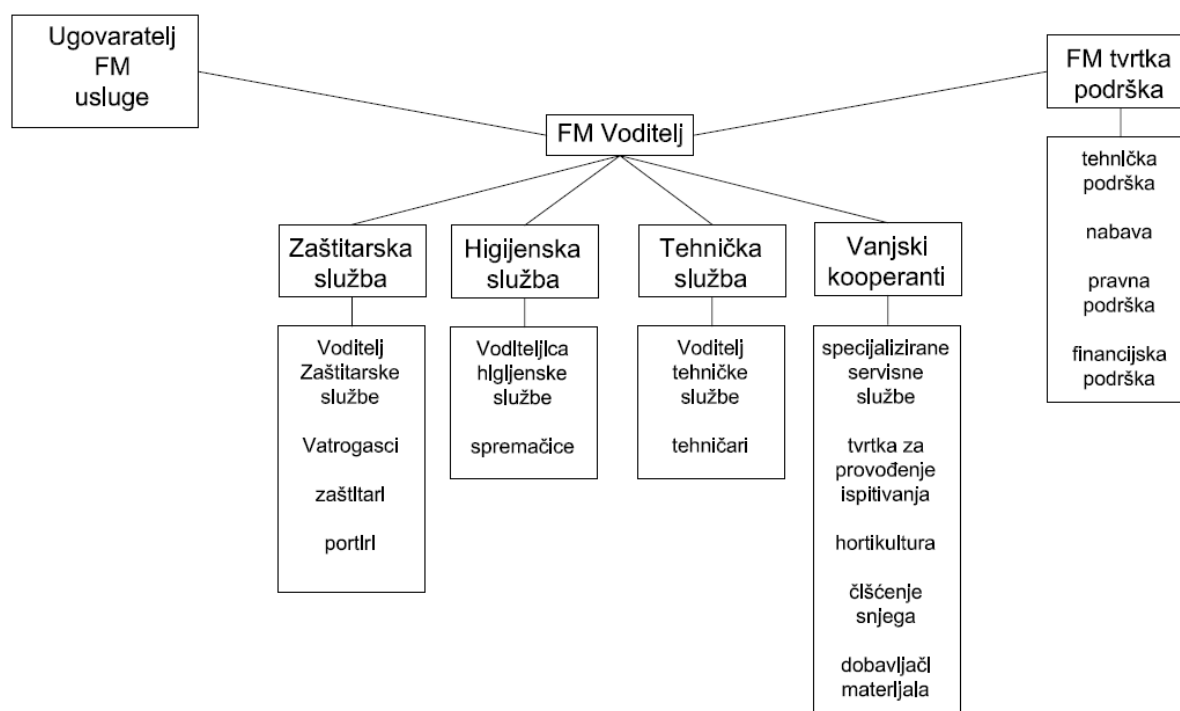 Ugovaratelj
FM
usluge
FM tvrtka
podrška
FM Voditelj
tehnička
podrška
nabava
pravna
podrška
financijska
podrška
Zaštitarska
služba
Higijenska
služba
Tehnička
služba
Vanjski
kooperanti
Voditelj
Zaštitarske
službe
Vatrogasci
zaštitari
portiri
Voditeljica
higijenske
službe
spremačice
Voditelj
tehničke
službe
tehničari
specijalizirane
servisne
službe
tvrtka za
provođenje
ispitivanja
hortikultura
čišćenje
snjega
dobavljači
materijala